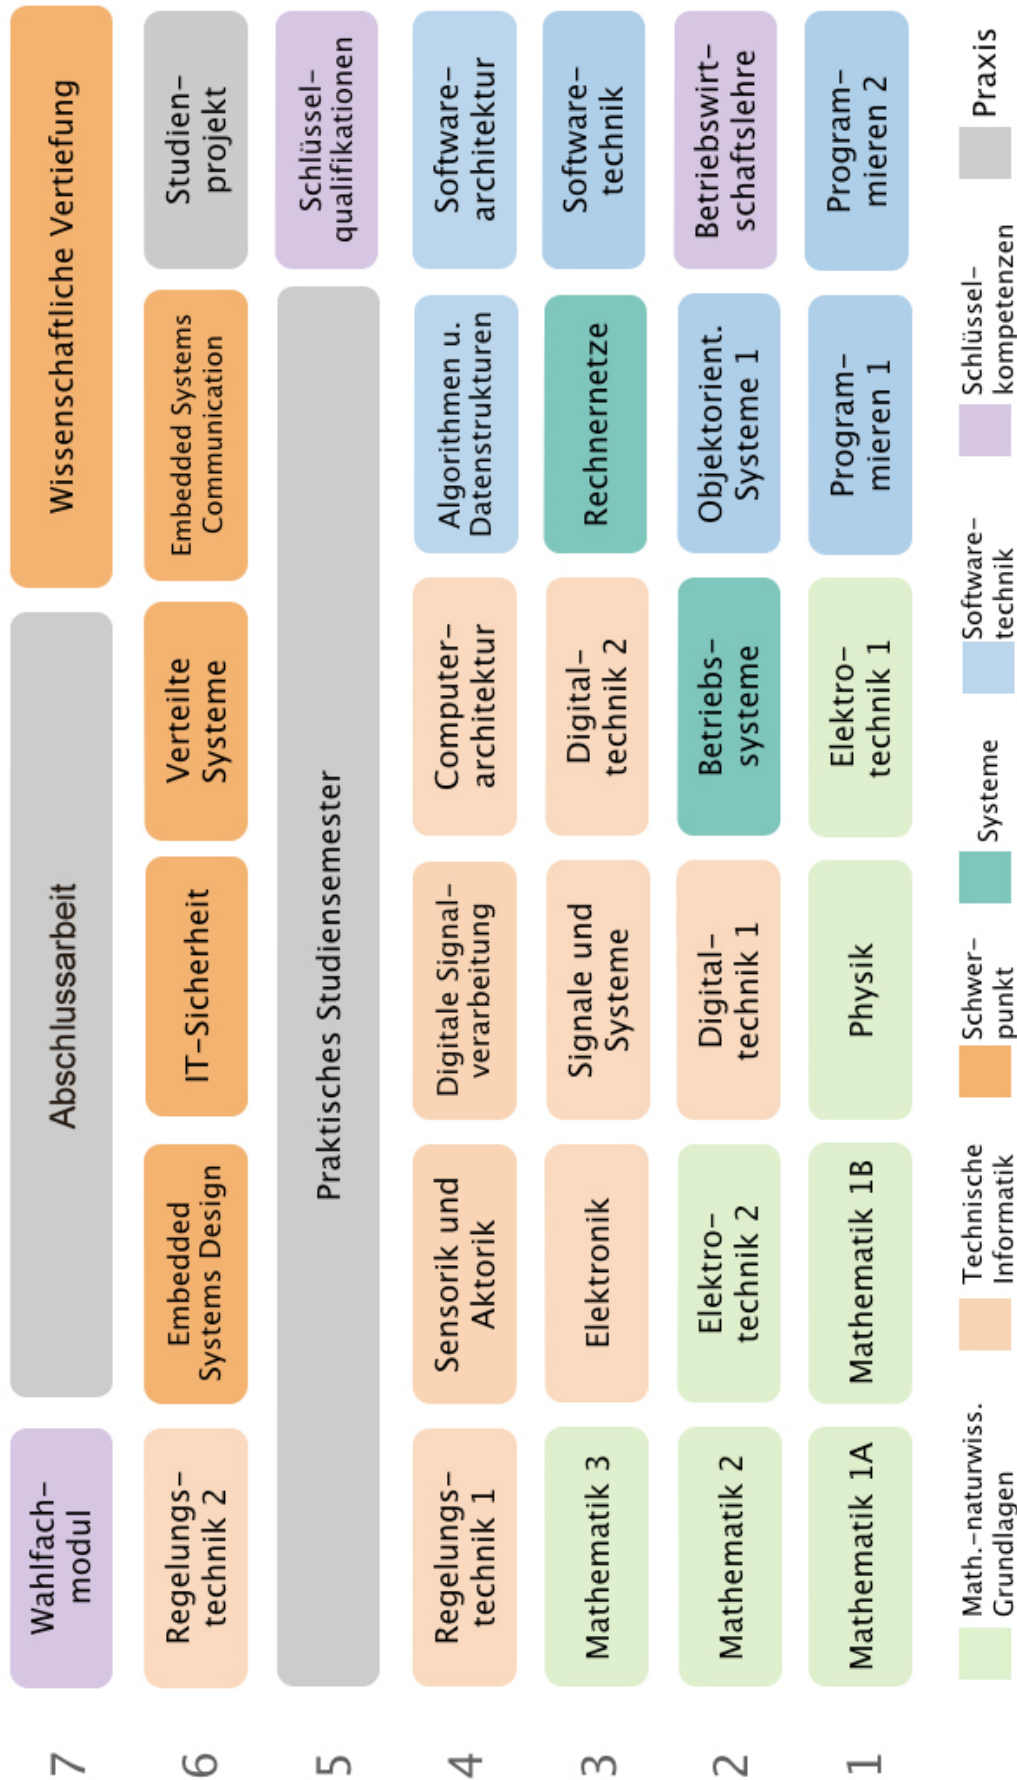 7
Wahlfach-
modul
Abschlussarbeit
Wissenschaftliche Vertiefung
6
Regelungs-
technik 2
Embedded
Systems Design
IT-Sicherheit
Verteilte
Systeme
Embedded Systems
Communication
Studien-
projekt
5
Praktisches Studiensemester
Schlüssel-
qualifikationen
4
Regelungs-
technik 1
Sensorik und
Aktorik
Digitale Signal-
verarbeitung
Computer-
architektur
Algorithmen u.
Datenstrukturen
Software-
architektur
3
Mathematik 3
Elektronik
Signale und
Systeme
Digital-
technik 2
Rechnernetze
Software-
technik
2
Mathematik 2
Elektro-
technik 2
Digital-
technik 1
Betriebs-
systeme
Objektorient.
Systeme 1
Betriebswirt-
schaftslehre
1
Mathematik 1A
Mathematik 1B
Physik
Elektro-
technik 1
Program-
mieren 1
Program-
mieren 2
Math.-naturwiss.
Grundlagen
Technische
Informatik
Schwer-
punkt
Systeme
Software-
technik
Schlüssel-
kompetenzen
Praxis